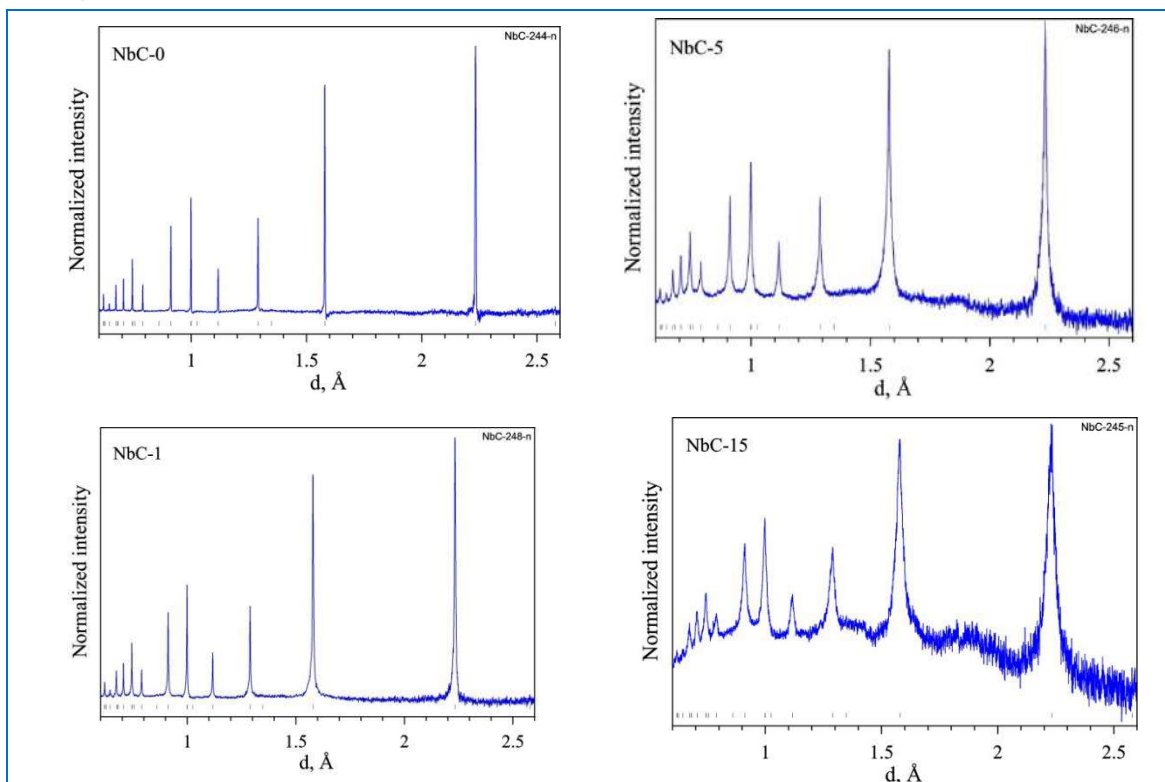 NbC-0
NbC-244-n
Normalized intensity
1
1.5
2
2.5
d, Å
NbC-5
NbC-246-n
Normalized intensity
1
1.5
2
2.5
d, Å
NbC-1
NbC-248-n
Normalized intensity
1
1.5
2
2.5
d, Å
NbC-15
NbC-245-n
Normalized intensity
1
1.5
2
2.5
d, Å